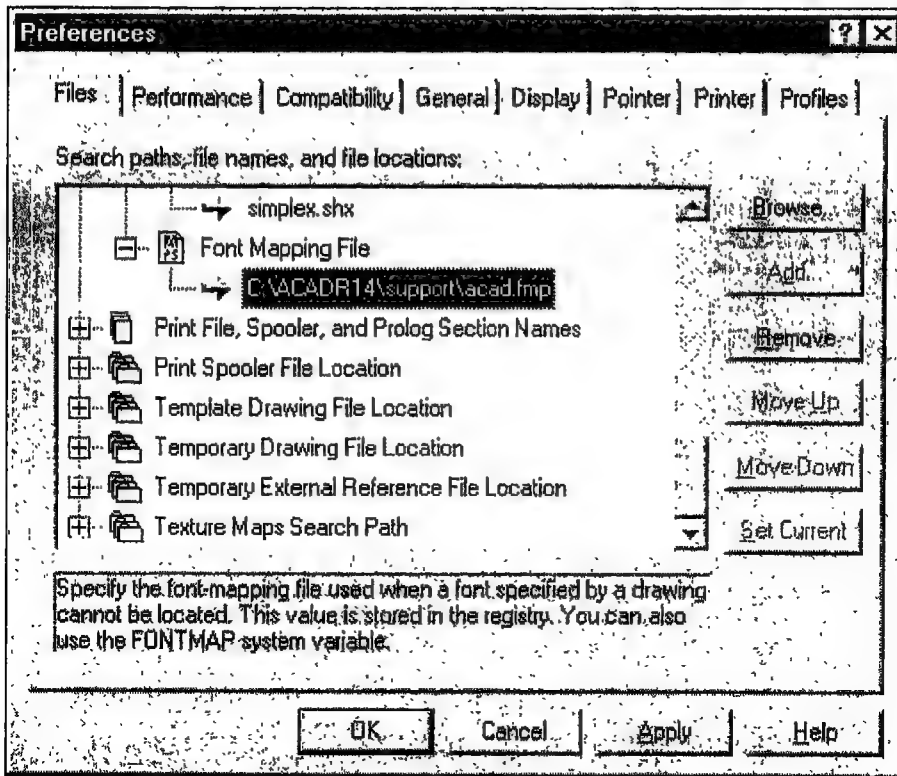 Preferences ? X
Files Performance Compatibility General Display Pointer Printer Profiles
Search paths, file names, and file locations:
simplex.shx
Font Mapping File
C:\ACADR14\support\acad.fmp
Print File, Spooler, and Prolog Section Names
Print Spooler File Location
Template Drawing File Location
Temporary Drawing File Location
Temporary External Reference File Location
Texture Maps Search Path
Browse...
Add...
Remove
Move Up
Move Down
Set Current
Specify the font-mapping file used when a font specified by a drawing
cannot be located. This value is stored in the registry. You can also
use the FONTMAP system variable.
OK Cancel Apply Help